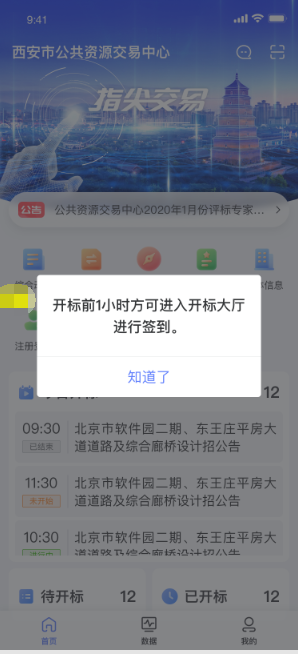 9:41
西安市公共资源交易中心
指尖交易
公告 公共资源交易中心2020年1月份评标专家...
开标前1小时方可进入开标大厅
进行签到。
知道了
12
09:30 北京市软件园二期、东王庄平房大
已结束 道道路及综合廊桥设计招公告
11:30 北京市软件园二期、东王庄平房大
未开始 道道路及综合廊桥设计招公告
10:30 北京市软件园二期、东王庄平房大
进行中 道道路及综合廊桥设计招公告
待开标 12 已开标 12
首页 数据 我的